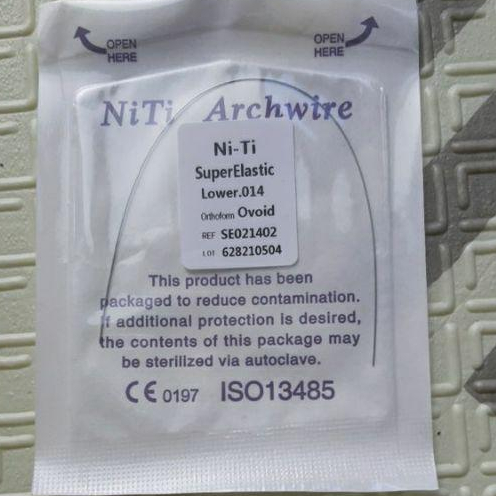 OPEN
HERE
OPEN
HERE
NiTi Archwire
Ni-Ti
SuperElastic
Lower.014
Orthoform Ovoid
REF SE021402
LOT 628210504
This product has been
packaged to reduce contamination.
If additional protection is desired,
the contents of this package may
be sterilized via autoclave.
CE 0197 ISO13485